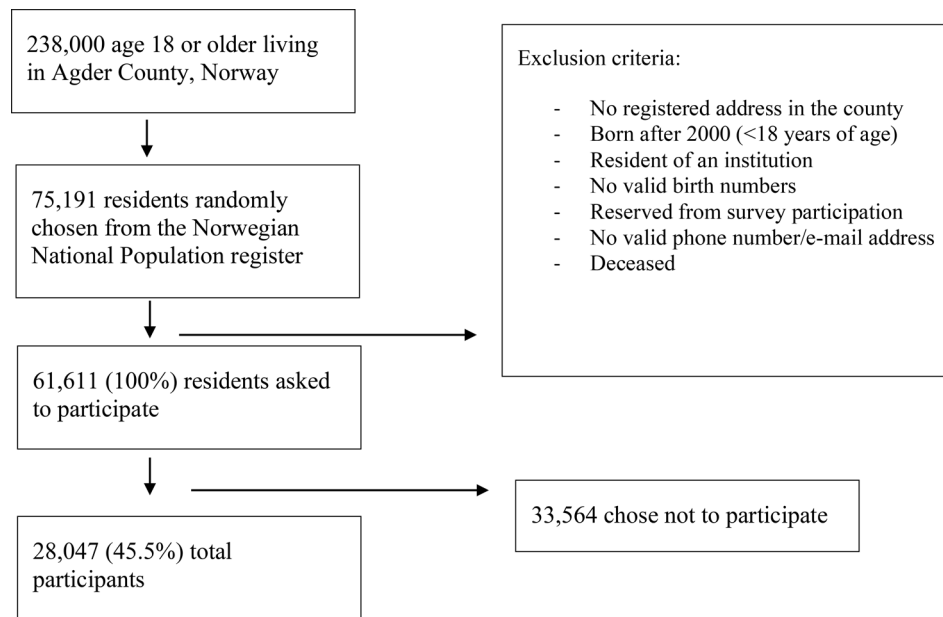 238,000 age 18 or older living
in Agder County, Norway
75,191 residents randomly
chosen from the Norwegian
National Population register
Exclusion criteria:
- No registered address in the county
- Born after 2000 (<18 years of age)
- Resident of an institution
- No valid birth numbers
- Reserved from survey participation
- No valid phone number/e-mail address
- Deceased
61,611 (100%) residents asked
to participate
33,564 chose not to participate
28,047 (45.5%) total
participants